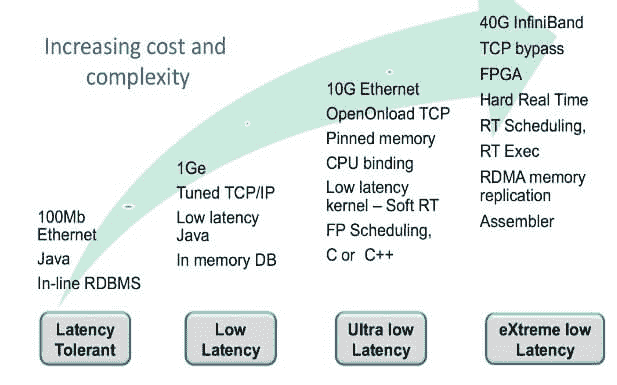 Increasing cost and
complexity
100Mb
Ethernet
Java
In-line RDBMS
Latency
Tolerant
1Ge
Tuned TCP/IP
Low latency
Java
In memory DB
Low
Latency
10G Ethernet
OpenOnload TCP
Pinned memory
CPU binding
Low latency
kernel – Soft RT
FP Scheduling,
C or C++
Ultra low
Latency
40G InfiniBand
TCP bypass
FPGA
Hard Real Time
RT Scheduling,
RT Exec
RDMA memory
replication
Assembler
eXtreme low
Latency